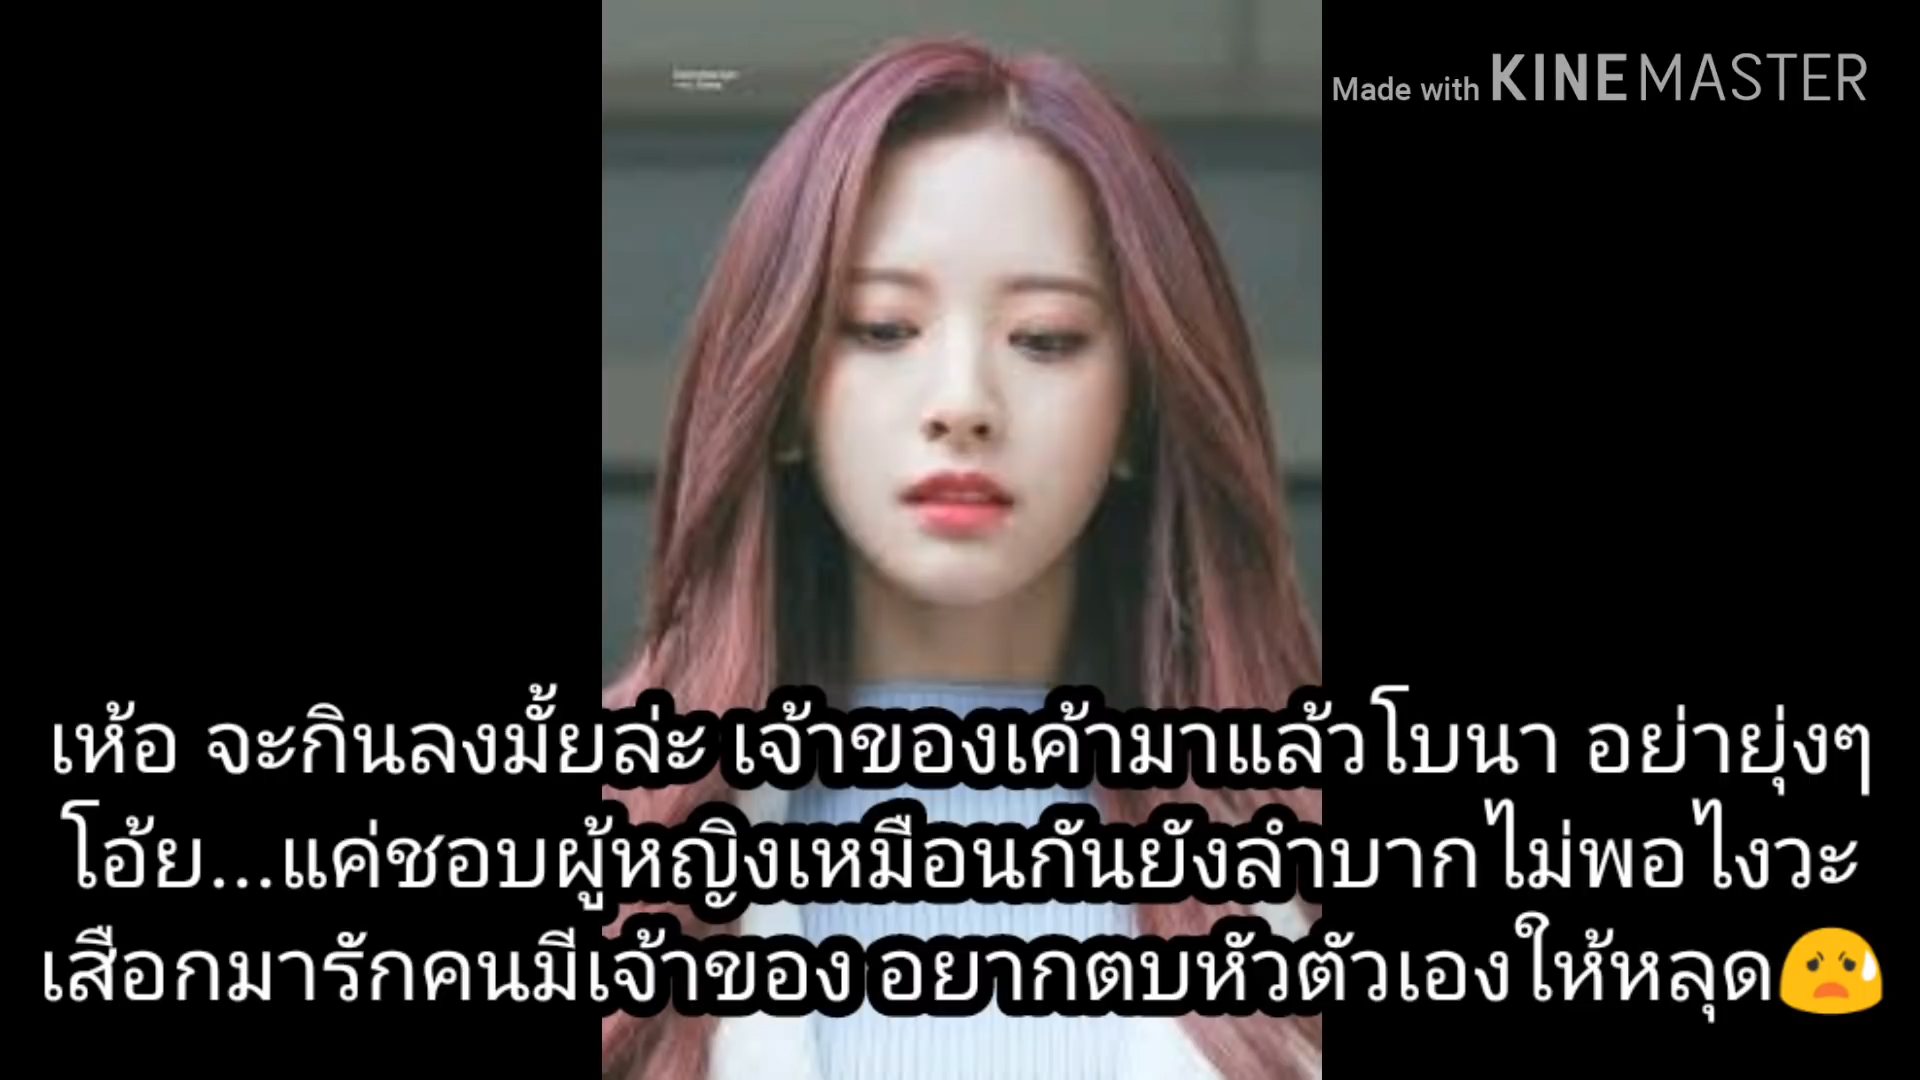 Made with KINEMASTER
เห้อ จะกินลงมั้ยล่ะ เจ้าของเค้ามาแล้วโบนา อย่ายุ่งๆ
โอ้ย...แค่ชอบผู้หญิงเหมือนกันยังลำบากไม่พอไงวะ
เสือกมารักคนมีเจ้าของ อยากตบหัวตัวเองให้หลุด😧